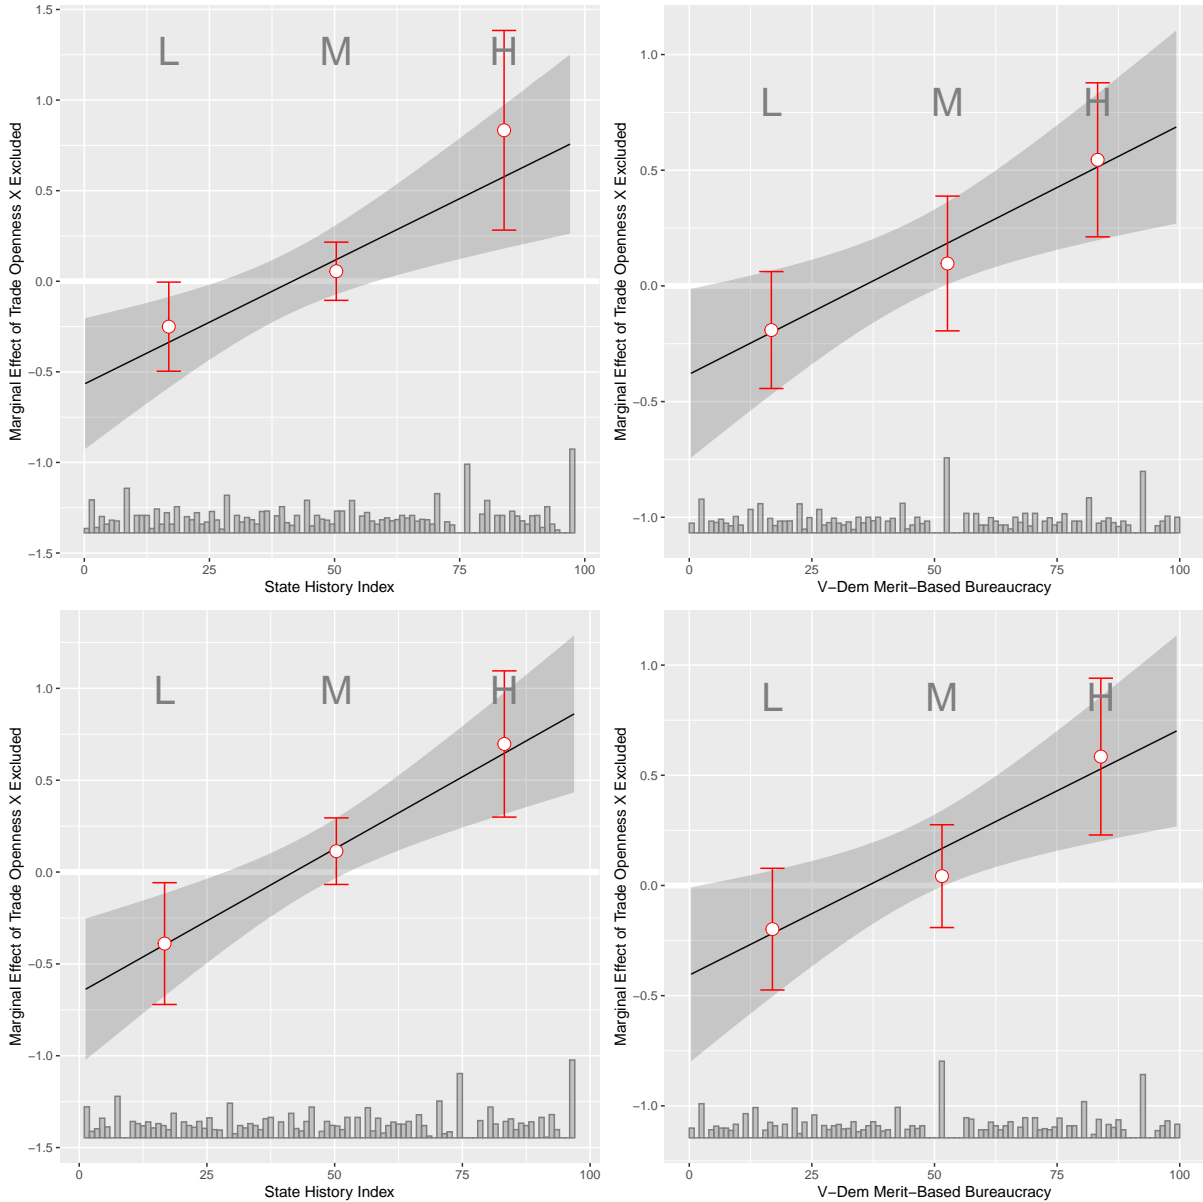 Marginal Effect of Trade Openness X Excluded
1.5
1.0
0.5
0.0
−0.5
−1.0
−1.5
L M H
0 25 50 75 100
State History Index
Marginal Effect of Trade Openness X Excluded
1.0
0.5
0.0
−0.5
−1.0
L M H
0 25 50 75 100
V−Dem Merit−Based Bureaucracy
Marginal Effect of Trade Openness X Excluded
1.0
0.5
0.0
−0.5
−1.0
−1.5
L M H
0 25 50 75 100
State History Index
Marginal Effect of Trade Openness X Excluded
1.0
0.5
0.0
−0.5
−1.0
L M H
0 25 50 75 100
V−Dem Merit−Based Bureaucracy